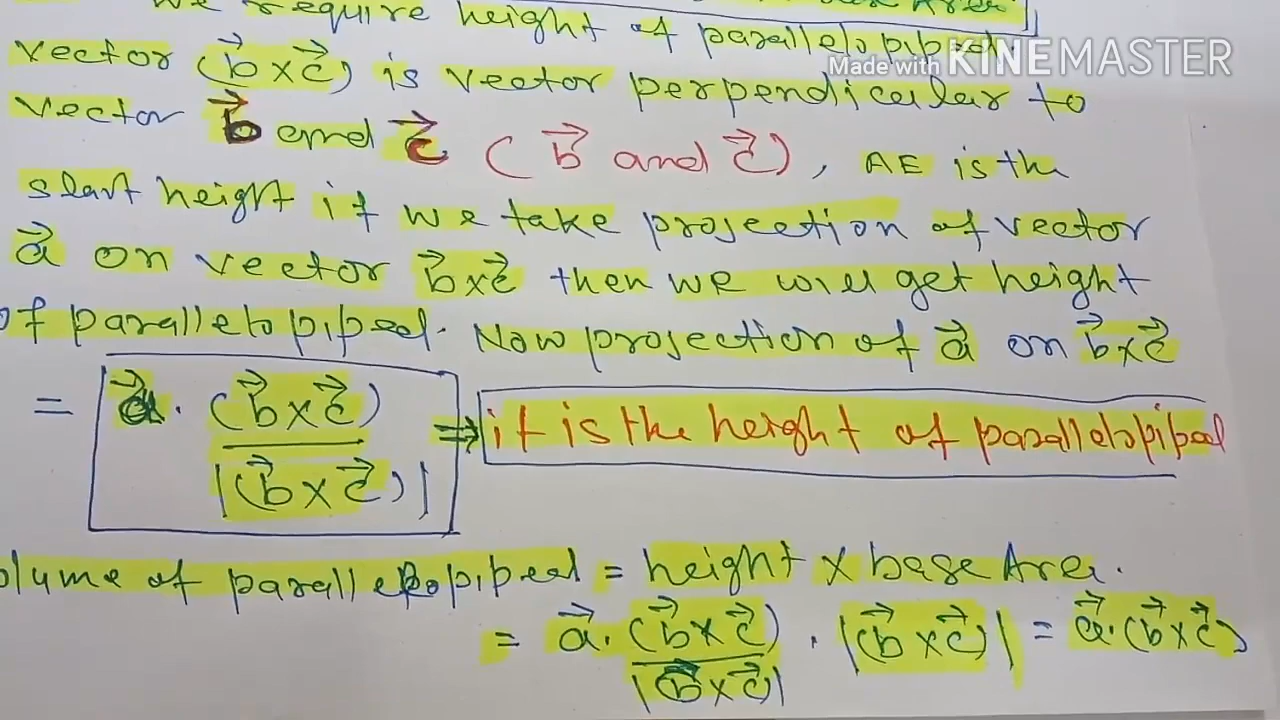 we require height of parallelopiped.
Made with KINEMASTER
vector (b⃗ × c⃗) is vector perpendicular to
vector b⃗ and c⃗ ( b⃗ and c⃗ ) , AE is the
slant height if we take projection of vector
a⃗ on vector b⃗×c⃗ then we will get height
of parallelopiped. Now projection of a⃗ on b⃗×c⃗
= a⃗ . (b⃗ × c⃗) / |(b⃗ × c⃗)| ⇒ it is the height of parallelopiped
olume of parallelopiped = height × base Area.
= a⃗ . (b⃗ × c⃗) / |b⃗ × c⃗| . |(b⃗ × c⃗)| = a⃗.(b⃗ × c⃗)